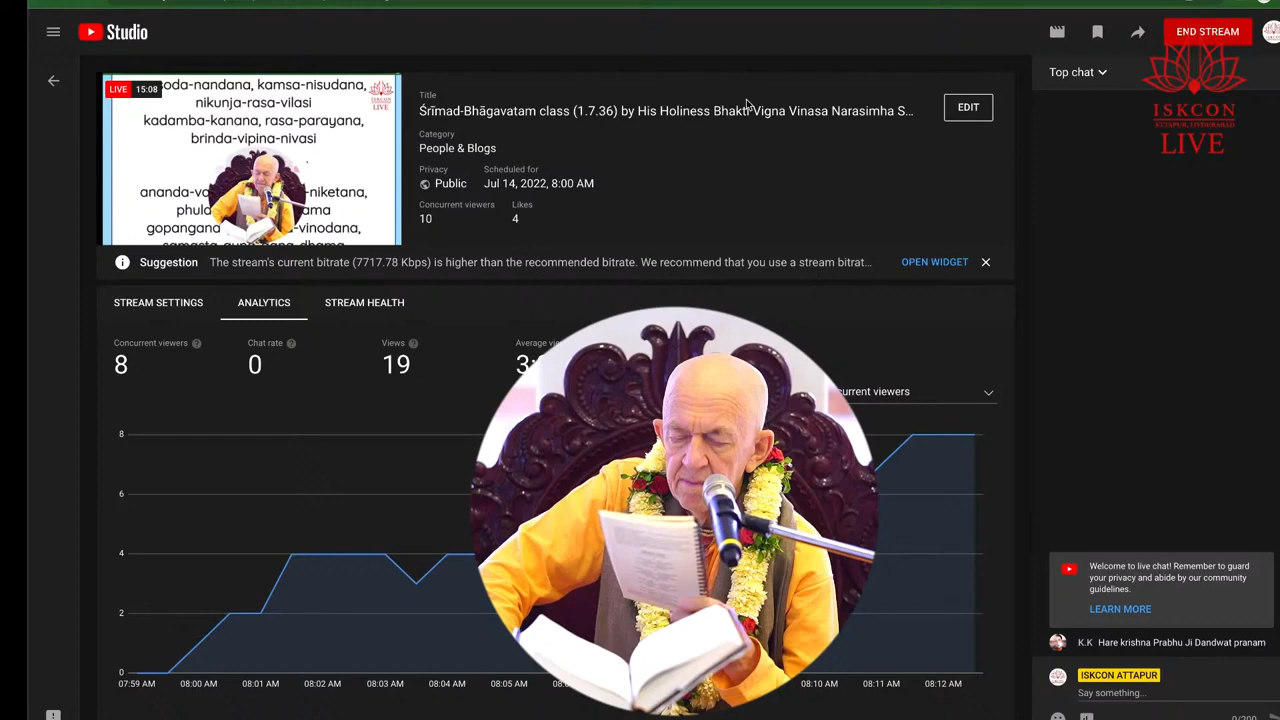 Studio
END STREAM
LIVE 15:08
soda-nandana, kamsa-nisudana,
nikunja-rasa-vilasi
kadamba-kanana, rasa-parayana,
brinda-vipina-nivasi
-niketana,
gopangana -vinodana,
ISKCON
LIVE
Title
Śrīmad-Bhāgavatam class (1.7.36) by His Holiness Bhakti Vigna Vinasa Narasimha S...
EDIT
Category
People & Blogs
Privacy Scheduled for
Public Jul 14, 2022, 8:00 AM
Concurrent viewers Likes
10 4
Suggestion The stream's current bitrate (7717.78 Kbps) is higher than the recommended bitrate. We recommend that you use a stream bitrat... OPEN WIDGET
STREAM SETTINGS ANALYTICS STREAM HEALTH
Concurrent viewers Chat rate Views Average
8 0 19 3:
viewers
8
6
4
2
0
07:59 AM 08:00 AM 08:01 AM 08:02 AM 08:03 AM 08:04 AM 08:05 AM 08:10 AM 08:11 AM 08:12 AM
Top chat
ISKCON
ATTAPUR, HYDERABAD
LIVE
Welcome to live chat! Remember to guard
your privacy and abide by our community
guidelines.
LEARN MORE
K.K Hare krishna Prabhu Ji Dandwat pranam
ISKCON ATTAPUR
Say something...
0/200